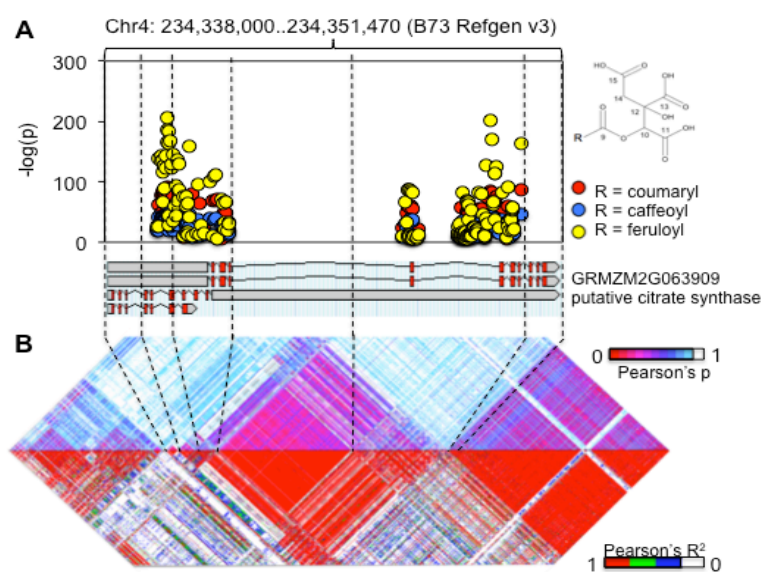 A
Chr4: 234,338,000..234,351,470 (B73 Refgen v3)
300
200
100
0
-log(p)
HO
O
OH
15
14
13
O
O
12
OH
11
OH
R
9
O
10
O
R = coumaryl
R = caffeoyl
R = feruloyl
GRMZM2G063909
putative citrate synthase
B
0 1
Pearson's p
Pearson's R2
1 0